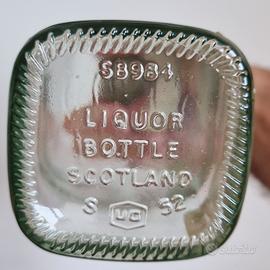 S8984
LIQUOR
BOTTLE
SCOTLAND
S UG 52